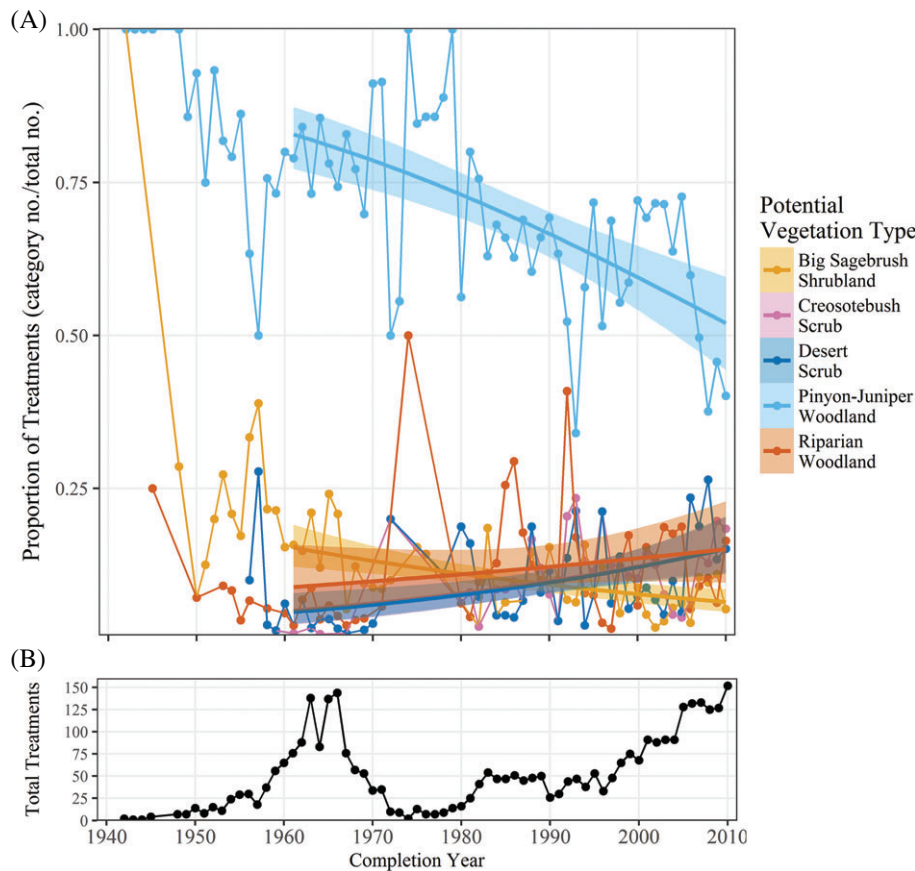 (A)
1.00
0.75
0.50
0.25
Proportion of Treatments (category no./total no.)
Potential
Vegetation Type
Big Sagebrush
Shrubland
Creosotebush
Scrub
Desert
Scrub
Pinyon-Juniper
Woodland
Riparian
Woodland
(B)
150
125
100
75
50
25
0
Total Treatments
1940 1950 1960 1970 1980 1990 2000 2010
Completion Year